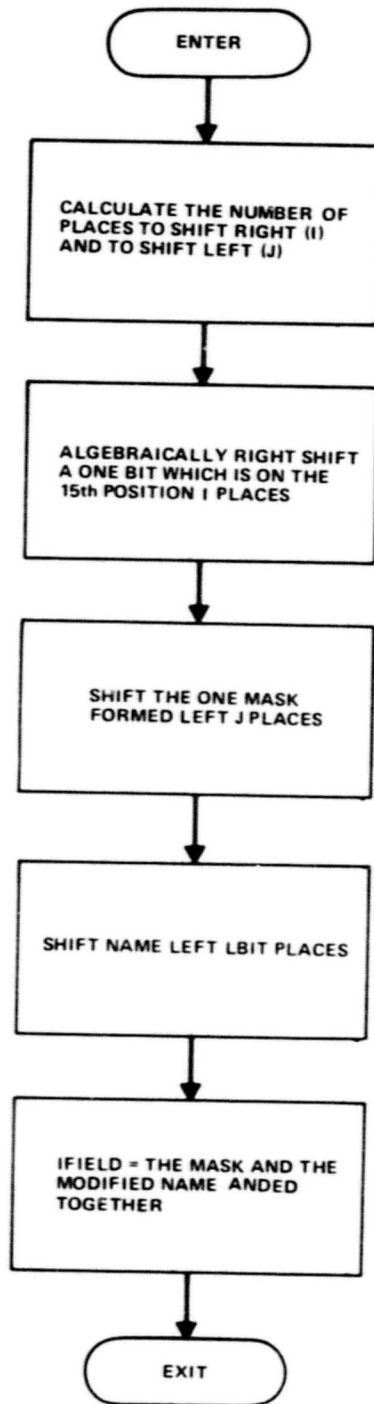 ENTER
CALCULATE THE NUMBER OF
PLACES TO SHIFT RIGHT (I)
AND TO SHIFT LEFT (J)
ALGEBRAICALLY RIGHT SHIFT
A ONE BIT WHICH IS ON THE
15th POSITION I PLACES
SHIFT THE ONE MASK
FORMED LEFT J PLACES
SHIFT NAME LEFT LBIT PLACES
IFIELD = THE MASK AND THE
MODIFIED NAME ANDED
TOGETHER
EXIT